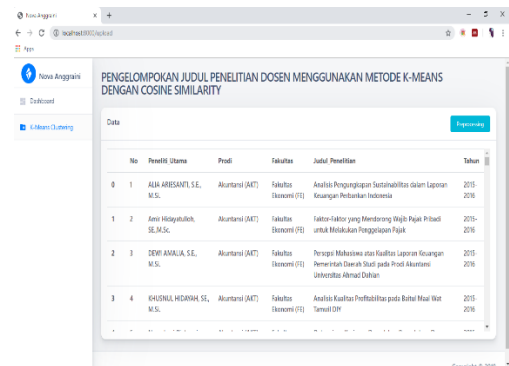 Nova Anggraini
localhost:8000/upload
Apps
Nova Anggraini
Dashboard
K-Means Clustering
PENGELOMPOKAN JUDUL PENELITIAN DOSEN MENGGUNAKAN METODE K-MEANS
DENGAN COSINE SIMILARITY
Data
Preprocessing
No Peneliti Utama Prodi Fakultas Judul Penelitian Tahun
0 1 ALIA ARIESANTI, S.E., Akuntansi (AKT) Fakultas Analisis Pengungkapan Sustainabilitas dalam Laporan 2015-
M.Si. Ekonomi (FE) Keuangan Perbankan Indonesia 2016
1 2 Amir Hidayatulloh, Akuntansi (AKT) Fakultas Faktor-Faktor yang Mendorong Wajib Pajak Pribadi 2015-
SE.,M.Sc. Ekonomi (FE) untuk Melakukan Penggelapan Pajak 2016
2 3 DEWI AMALIA, S.E., Akuntansi (AKT) Fakultas Persepsi Mahasiswa atas Kualitas Laporan Keuangan 2015-
M.Si. Ekonomi (FE) Pemerintah Daerah Studi pada Prodi Akuntansi 2016
Universitas Ahmad Dahlan
3 4 KHUSNUL HIDAYAH, SE., Akuntansi (AKT) Fakultas Analisis Kualitas Profitabilitas pada Baitul Maal Wat 2015-
M.Si. Ekonomi (FE) Tamwil DIY 2016